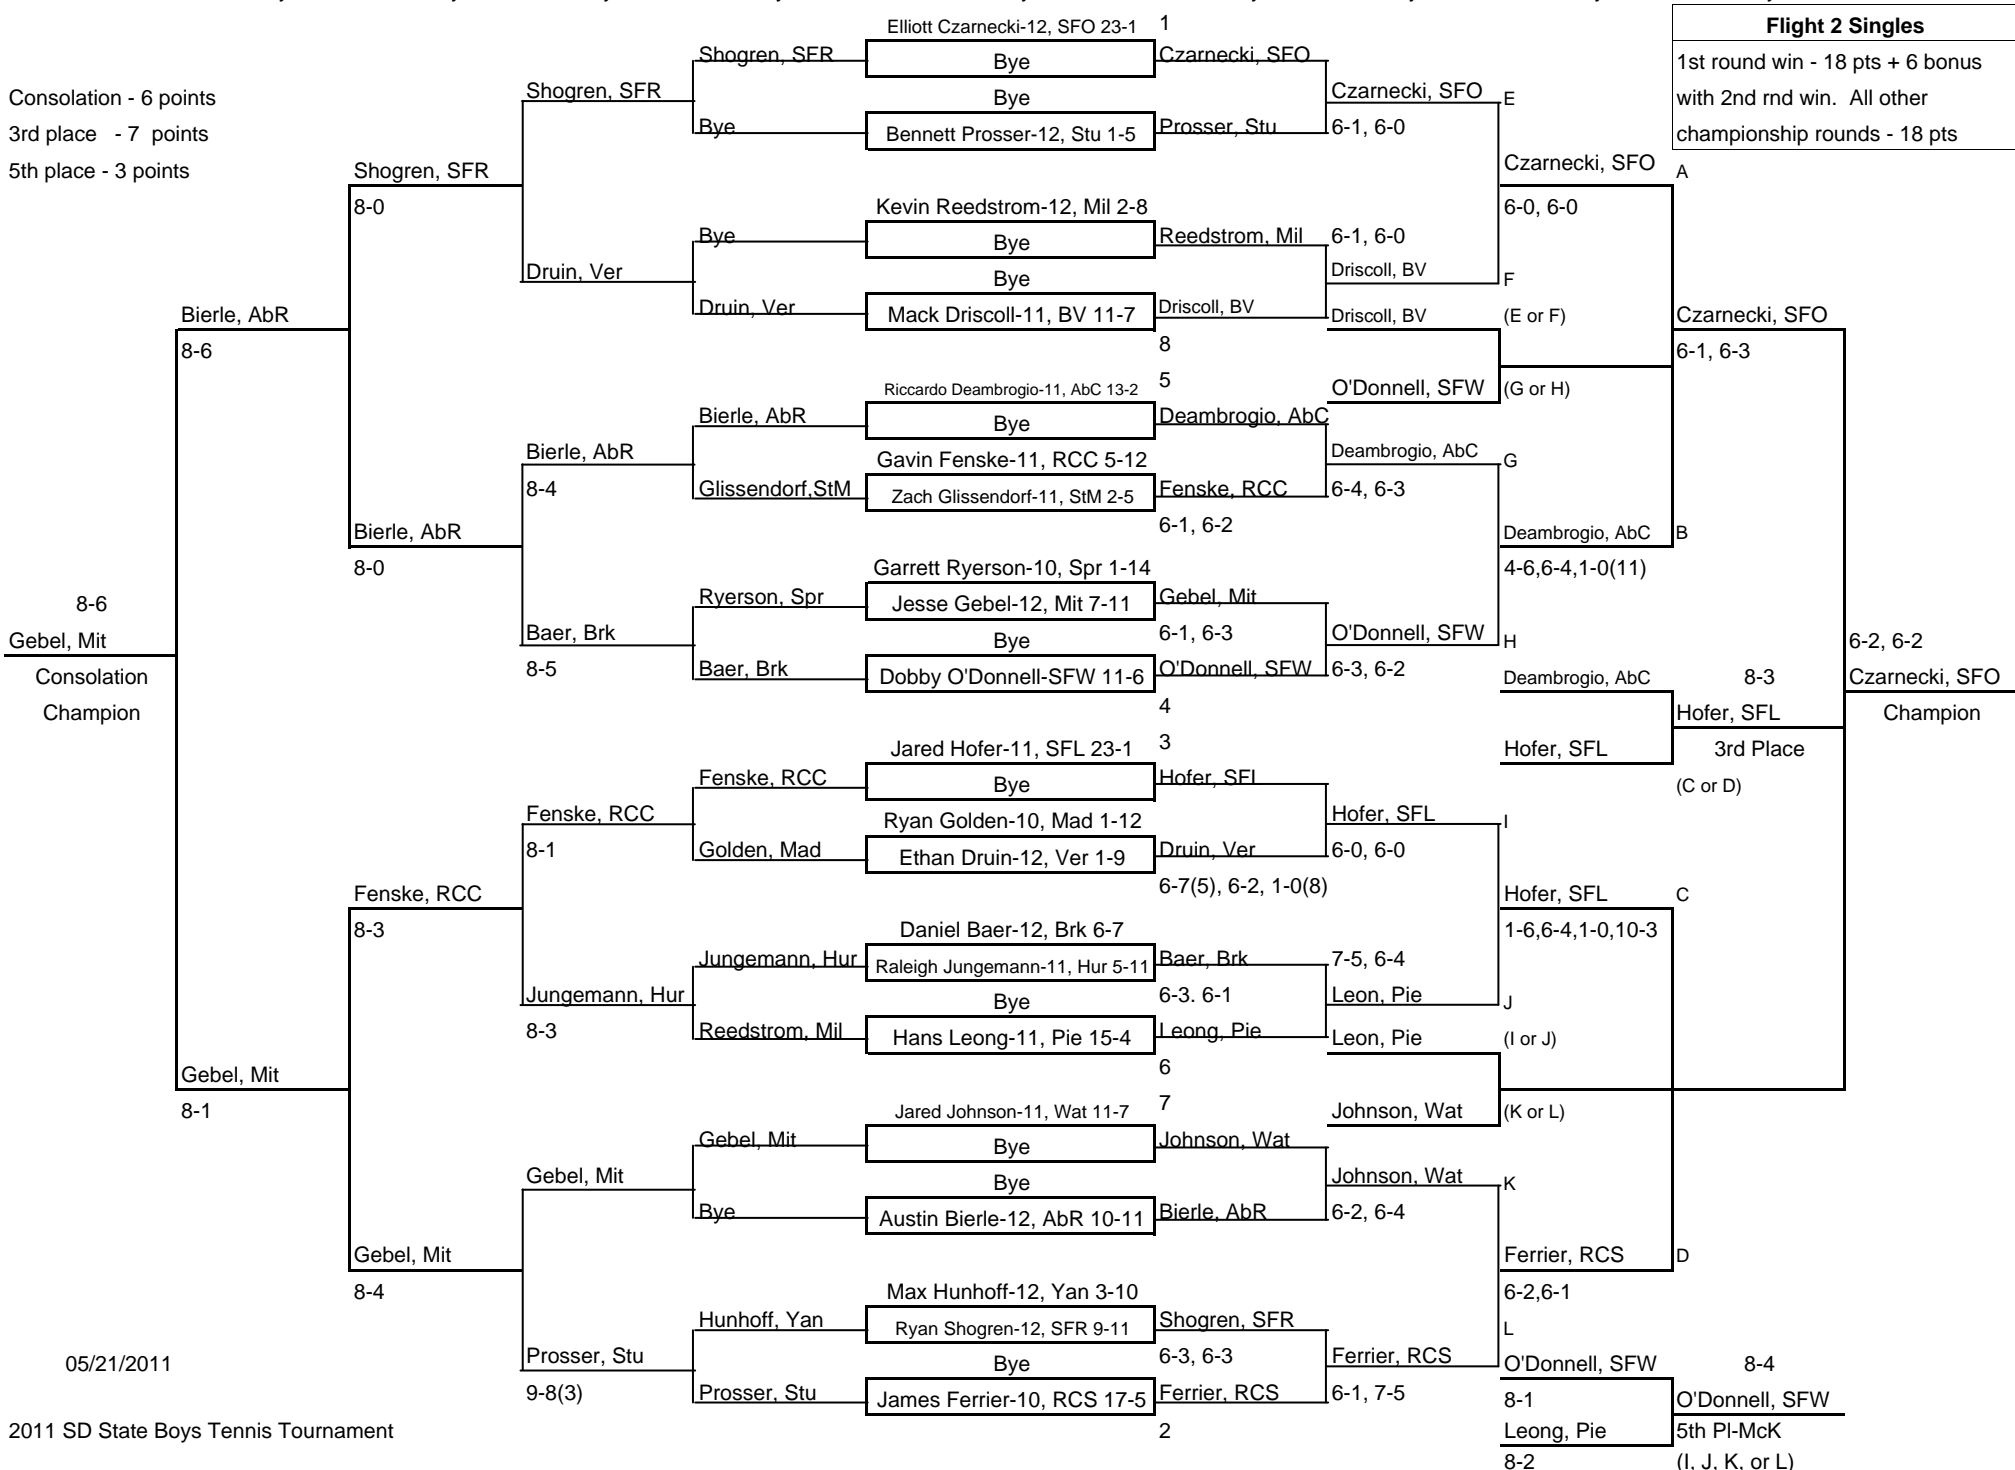 Flight 2 Singles
1st round win - 18 pts + 6 bonus
with 2nd rnd win.  All other
championship rounds - 18 pts
Consolation - 6 points
3rd place   - 7  points
5th place - 3 points
8-6
Gebel, Mit
Consolation
Champion
05/21/2011
2011 SD State Boys Tennis Tournament
Bierle, AbR
8-6
Gebel, Mit
8-1
Shogren, SFR
8-0
Bierle, AbR
8-0
Fenske, RCC
8-3
Gebel, Mit
8-4
Shogren, SFR
Druin, Ver
Bierle, AbR
8-4
Baer, Brk
8-5
Fenske, RCC
8-1
Jungemann, Hur
8-3
Gebel, Mit
Prosser, Stu
9-8(3)
Shogren, SFR
Bye
Bye
Druin, Ver
Bierle, AbR
Glissendorf,StM
Ryerson, Spr
Baer, Brk
Fenske, RCC
Golden, Mad
Jungemann, Hur
Reedstrom, Mil
Gebel, Mit
Bye
Hunhoff, Yan
Prosser, Stu
Elliott Czarnecki-12, SFO 23-1
Bye
Bye
Bennett Prosser-12, Stu 1-5
Kevin Reedstrom-12, Mil 2-8
Bye
Bye
Mack Driscoll-11, BV 11-7
Riccardo Deambrogio-11, AbC 13-2
Bye
Gavin Fenske-11, RCC 5-12
Zach Glissendorf-11, StM 2-5
Garrett Ryerson-10, Spr 1-14
Jesse Gebel-12, Mit 7-11
Bye
Dobby O'Donnell-SFW 11-6
Jared Hofer-11, SFL 23-1
Bye
Ryan Golden-10, Mad 1-12
Ethan Druin-12, Ver 1-9
Daniel Baer-12, Brk 6-7
Raleigh Jungemann-11, Hur 5-11
Bye
Hans Leong-11, Pie 15-4
Jared Johnson-11, Wat 11-7
Bye
Bye
Austin Bierle-12, AbR 10-11
Max Hunhoff-12, Yan 3-10
Ryan Shogren-12, SFR 9-11
Bye
James Ferrier-10, RCS 17-5
1
Czarnecki, SFO
Prosser, Stu
Reedstrom, Mil
Driscoll, BV
8
5
Deambrogio, AbC
Fenske, RCC
6-1, 6-2
Gebel, Mit
6-1, 6-3
O'Donnell, SFW
4
3
Hofer, SFL
Druin, Ver
6-7(5), 6-2, 1-0(8)
Baer, Brk
6-3. 6-1
Leong, Pie
6
7
Johnson, Wat
Bierle, AbR
Shogren, SFR
6-3, 6-3
Ferrier, RCS
2
Czarnecki, SFO
6-1, 6-0
6-1, 6-0
Driscoll, BV
Driscoll, BV
O'Donnell, SFW
Deambrogio, AbC
6-4, 6-3
O'Donnell, SFW
6-3, 6-2
Hofer, SFL
6-0, 6-0
7-5, 6-4
Leon, Pie
Leon, Pie
Johnson, Wat
Johnson, Wat
6-2, 6-4
Ferrier, RCS
6-1, 7-5
E
Czarnecki, SFO
6-0, 6-0
F
(E or F)
(G or H)
G
Deambrogio, AbC
4-6,6-4,1-0(11)
H
Deambrogio, AbC
Hofer, SFL
I
Hofer, SFL
1-6,6-4,1-0,10-3
J
(I or J)
(K or L)
K
Ferrier, RCS
6-2,6-1
L
O'Donnell, SFW
8-1
Leong, Pie
8-2
A
Czarnecki, SFO
6-1, 6-3
B
8-3
Hofer, SFL
3rd Place
(C or D)
C
D
8-4
O'Donnell, SFW
5th Pl-McK
(I, J, K, or L)
6-2, 6-2
Czarnecki, SFO
Champion